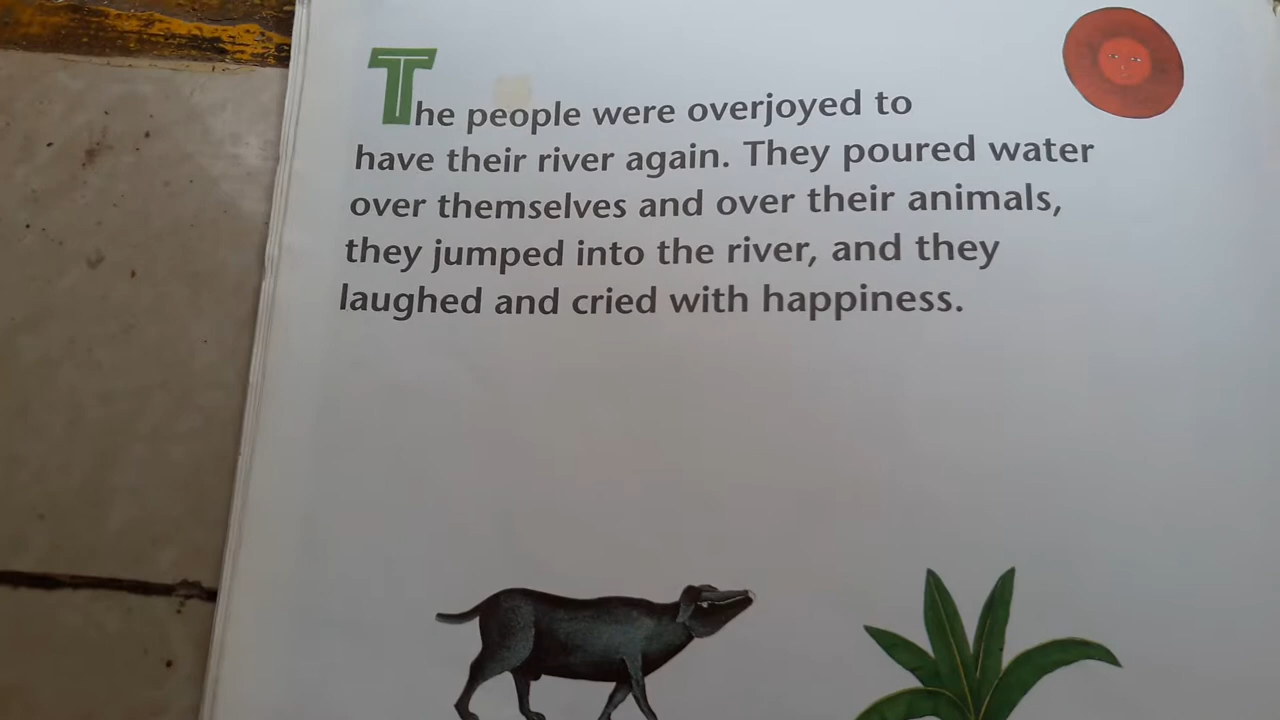 The people were overjoyed to
have their river again. They poured water
over themselves and over their animals,
they jumped into the river, and they
laughed and cried with happiness.